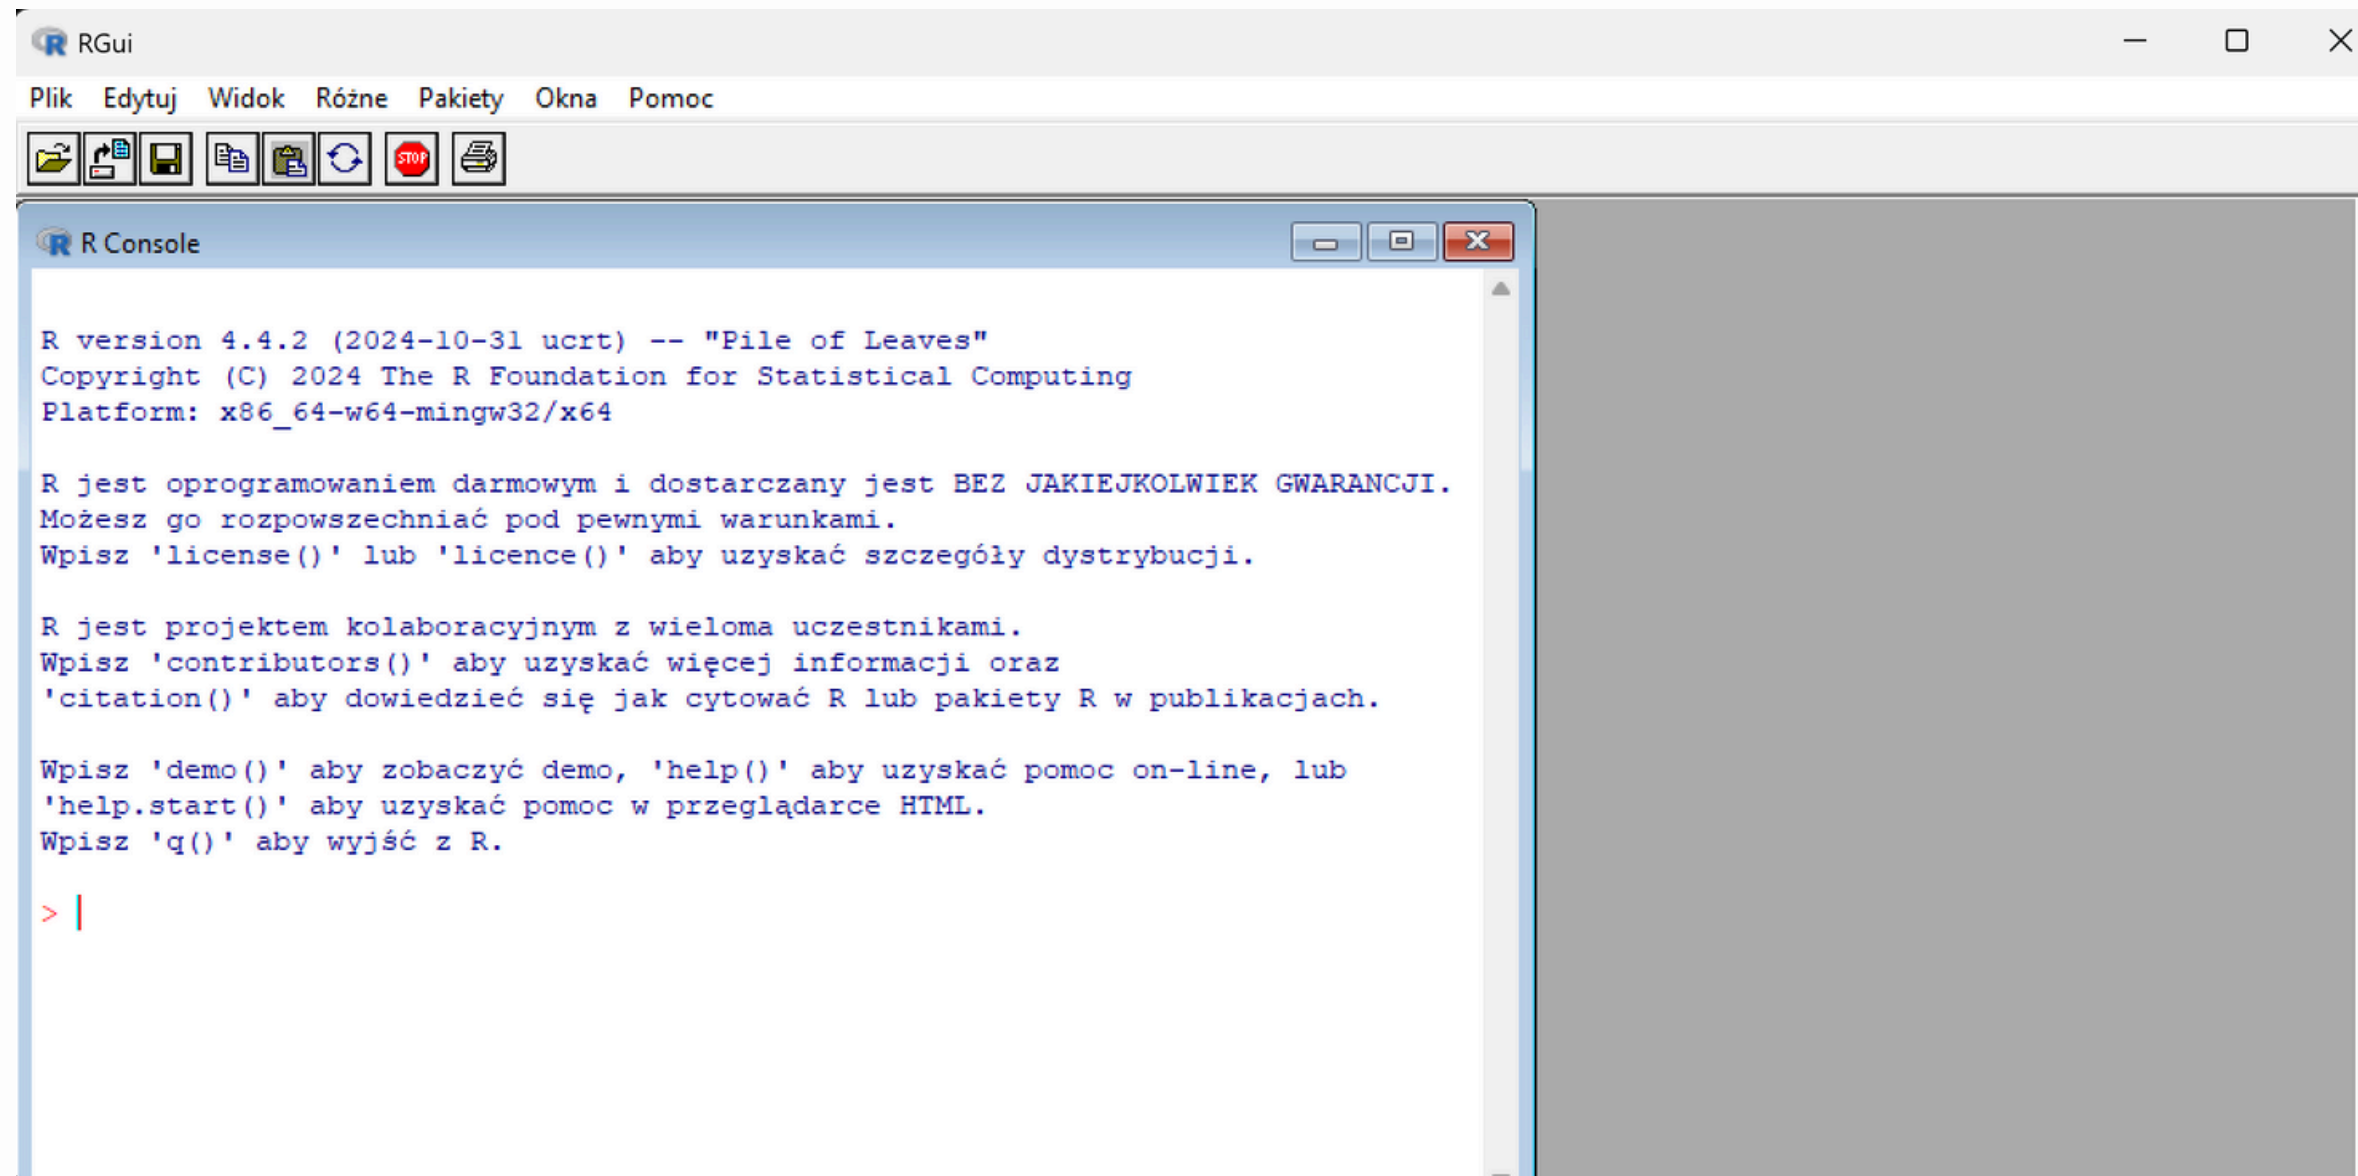 RGui
Plik Edytuj Widok Różne Pakiety Okna Pomoc
STOP
R Console
R version 4.4.2 (2024-10-31 ucrt) -- "Pile of Leaves"
Copyright (C) 2024 The R Foundation for Statistical Computing
Platform: x86_64-w64-mingw32/x64
R jest oprogramowaniem darmowym i dostarczany jest BEZ JAKIEJKOLWIEK GWARANCJI.
Możesz go rozpowszechniać pod pewnymi warunkami.
Wpisz 'license()' lub 'licence()' aby uzyskać szczegóły dystrybucji.
R jest projektem kolaboracyjnym z wieloma uczestnikami.
Wpisz 'contributors()' aby uzyskać więcej informacji oraz
'citation()' aby dowiedzieć się jak cytować R lub pakiety R w publikacjach.
Wpisz 'demo()' aby zobaczyć demo, 'help()' aby uzyskać pomoc on-line, lub
'help.start()' aby uzyskać pomoc w przeglądarce HTML.
Wpisz 'q()' aby wyjść z R.
>